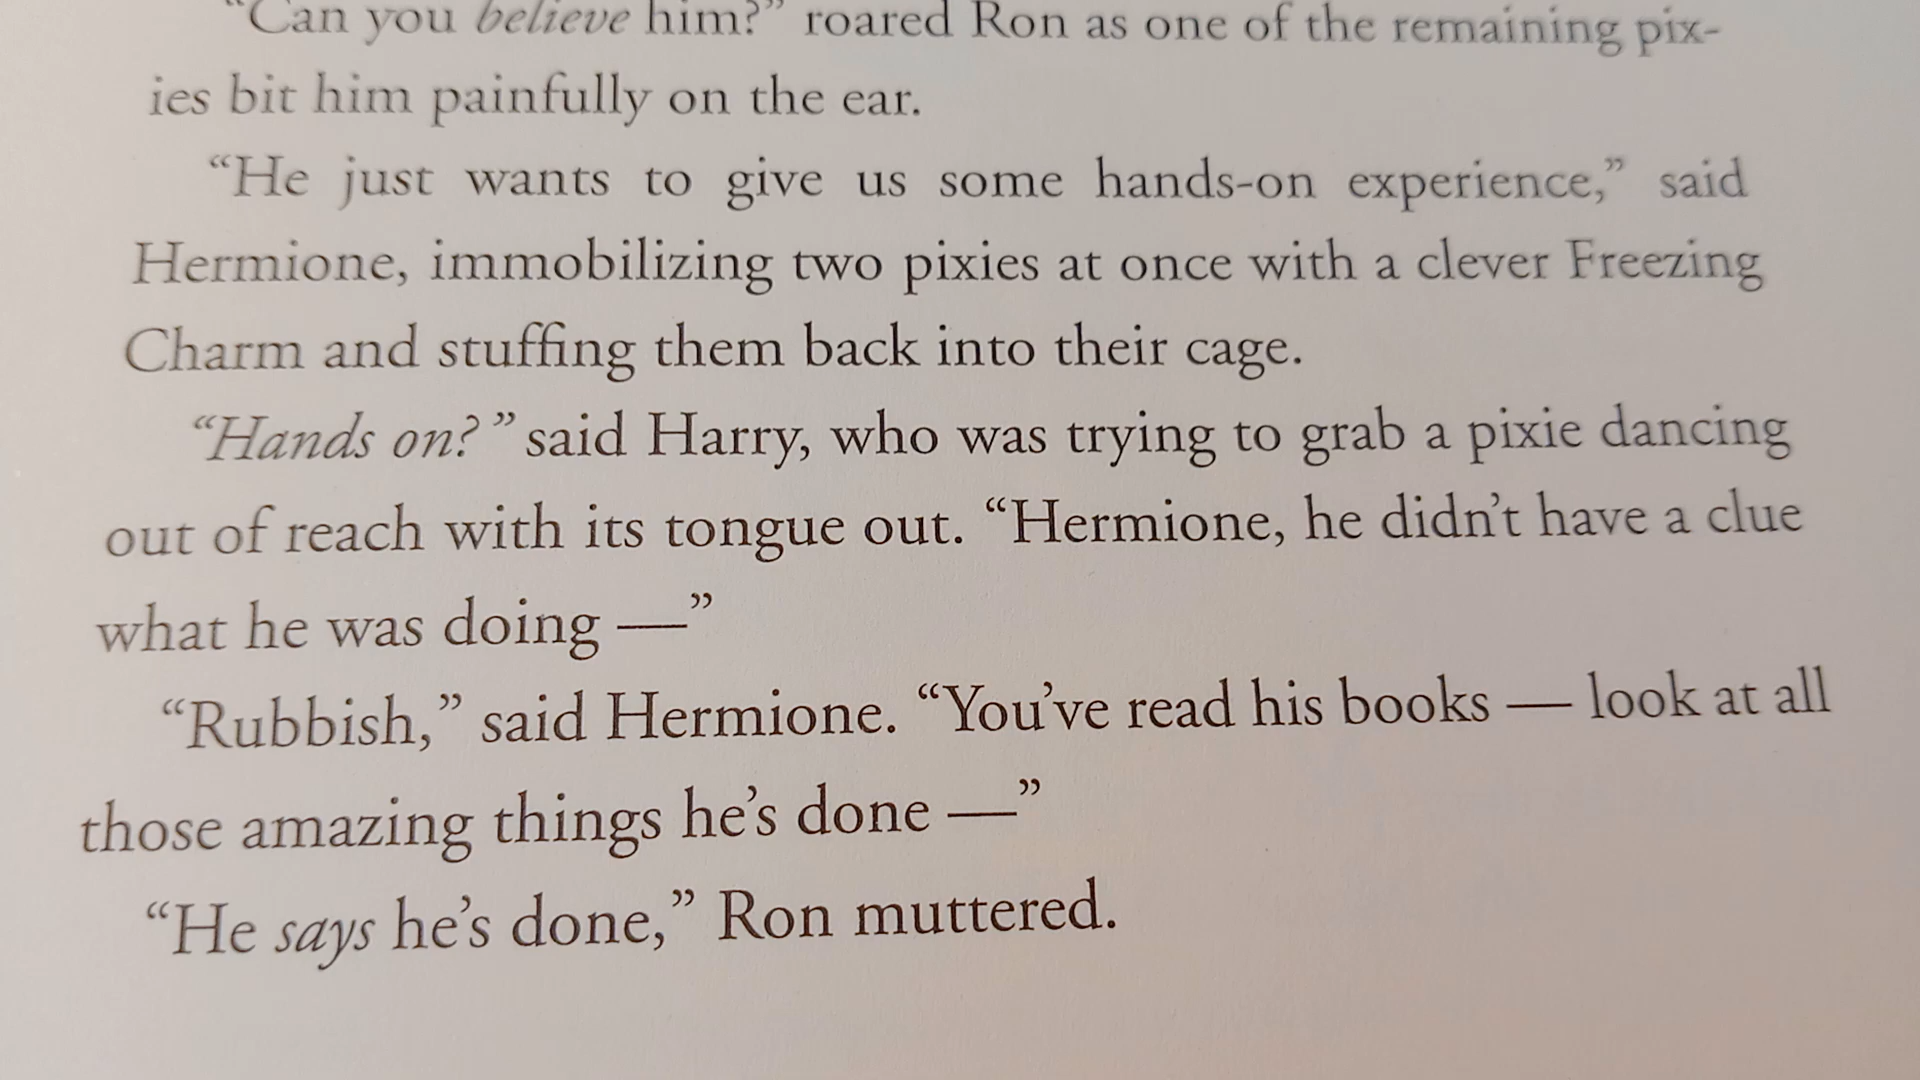 “Can you believe him?” roared Ron as one of the remaining pix-
ies bit him painfully on the ear.
“He just wants to give us some hands-on experience,” said
Hermione, immobilizing two pixies at once with a clever Freezing
Charm and stuffing them back into their cage.
“Hands on?” said Harry, who was trying to grab a pixie dancing
out of reach with its tongue out. “Hermione, he didn’t have a clue
what he was doing —”
“Rubbish,” said Hermione. “You’ve read his books — look at all
those amazing things he’s done —”
“He says he’s done,” Ron muttered.